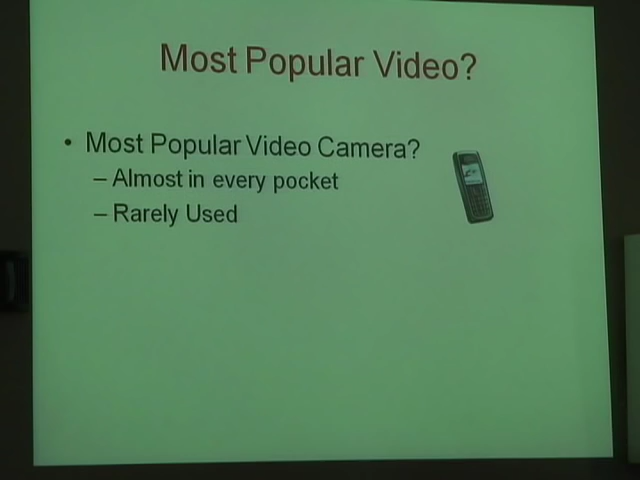 Most Popular Video?
• Most Popular Video Camera?
– Almost in every pocket
– Rarely Used